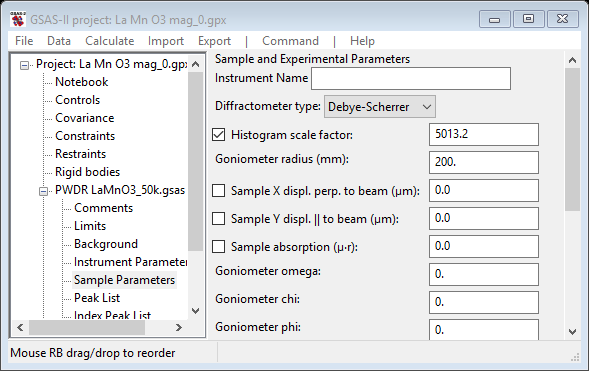 GSAS-II project: La Mn O3 mag_0.gpx
File Data Calculate Import Export | Command | Help
Project: La Mn O3 mag_0.gpx
Notebook
Controls
Covariance
Constraints
Restraints
Rigid bodies
PWDR LaMnO3_50k.gsas
Comments
Limits
Background
Instrument Parameter
Sample Parameters
Peak List
Index Peak List
Sample and Experimental Parameters
Instrument Name
Diffractometer type: Debye-Scherrer
Histogram scale factor: 5013.2
Goniometer radius (mm): 200.
Sample X displ. perp. to beam (μm): 0.0
Sample Y displ. || to beam (μm): 0.0
Sample absorption (μ·r): 0.0
Goniometer omega: 0.
Goniometer chi: 0.
Goniometer phi: 0.
Mouse RB drag/drop to reorder